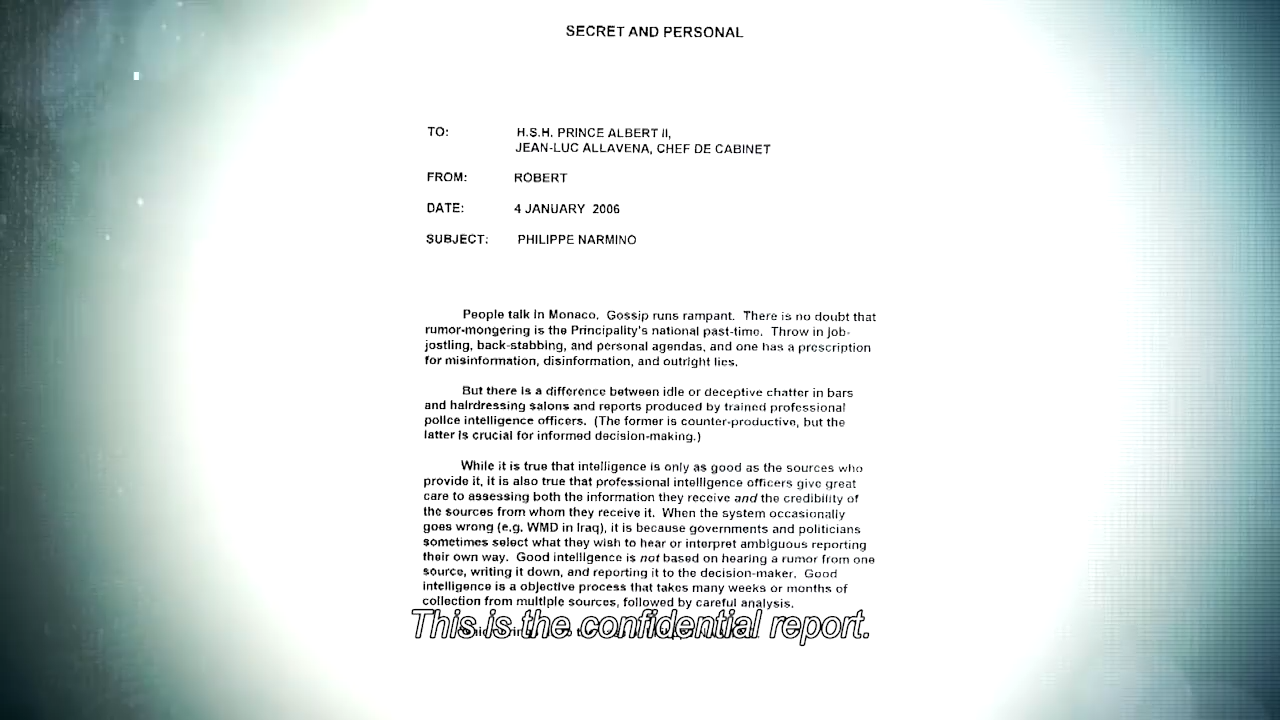 SECRET AND PERSONAL
TO: H.S.H. PRINCE ALBERT II,
JEAN-LUC ALLAVENA, CHEF DE CABINET
FROM: ROBERT
DATE: 4 JANUARY 2006
SUBJECT: PHILIPPE NARMINO
People talk in Monaco. Gossip runs rampant. There is no doubt that
rumor-mongering is the Principality's national past-time. Throw in job-
jostling, back-stabbing, and personal agendas, and one has a prescription
for misinformation, disinformation, and outright lies.
But there is a difference between idle or deceptive chatter in bars
and hairdressing salons and reports produced by trained professional
police intelligence officers. (The former is counter-productive, but the
latter is crucial for informed decision-making.)
While it is true that intelligence is only as good as the sources who
provide it, it is also true that professional intelligence officers give great
care to assessing both the information they receive and the credibility of
the sources from whom they receive it. When the system occasionally
goes wrong (e.g. WMD in Iraq), it is because governments and politicians
sometimes select what they wish to hear or interpret ambiguous reporting
their own way. Good intelligence is not based on hearing a rumor from one
source, writing it down, and reporting it to the decision-maker. Good
intelligence is a objective process that takes many weeks or months of
collection from multiple sources, followed by careful analysis.
This is the confidential report.